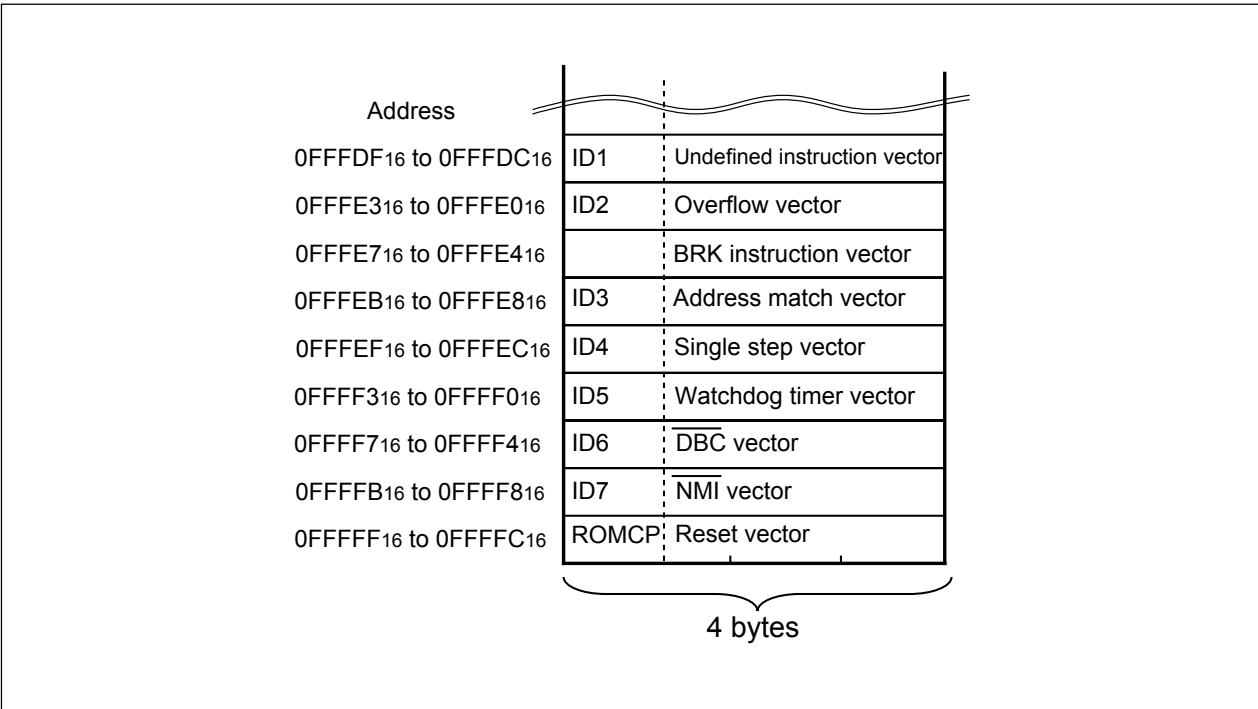 Address
0FFFDF16 to 0FFFDC16 ID1 Undefined instruction vector
0FFFE316 to 0FFFE016 ID2 Overflow vector
0FFFE716 to 0FFFE416 BRK instruction vector
0FFFEB16 to 0FFFE816 ID3 Address match vector
0FFFEF16 to 0FFFEC16 ID4 Single step vector
0FFFF316 to 0FFFF016 ID5 Watchdog timer vector
0FFFF716 to 0FFFF416 ID6 D̅B̅C̅ vector
0FFFFB16 to 0FFFF816 ID7 N̅M̅I̅ vector
0FFFFF16 to 0FFFFC16 ROMCP Reset vector
4 bytes